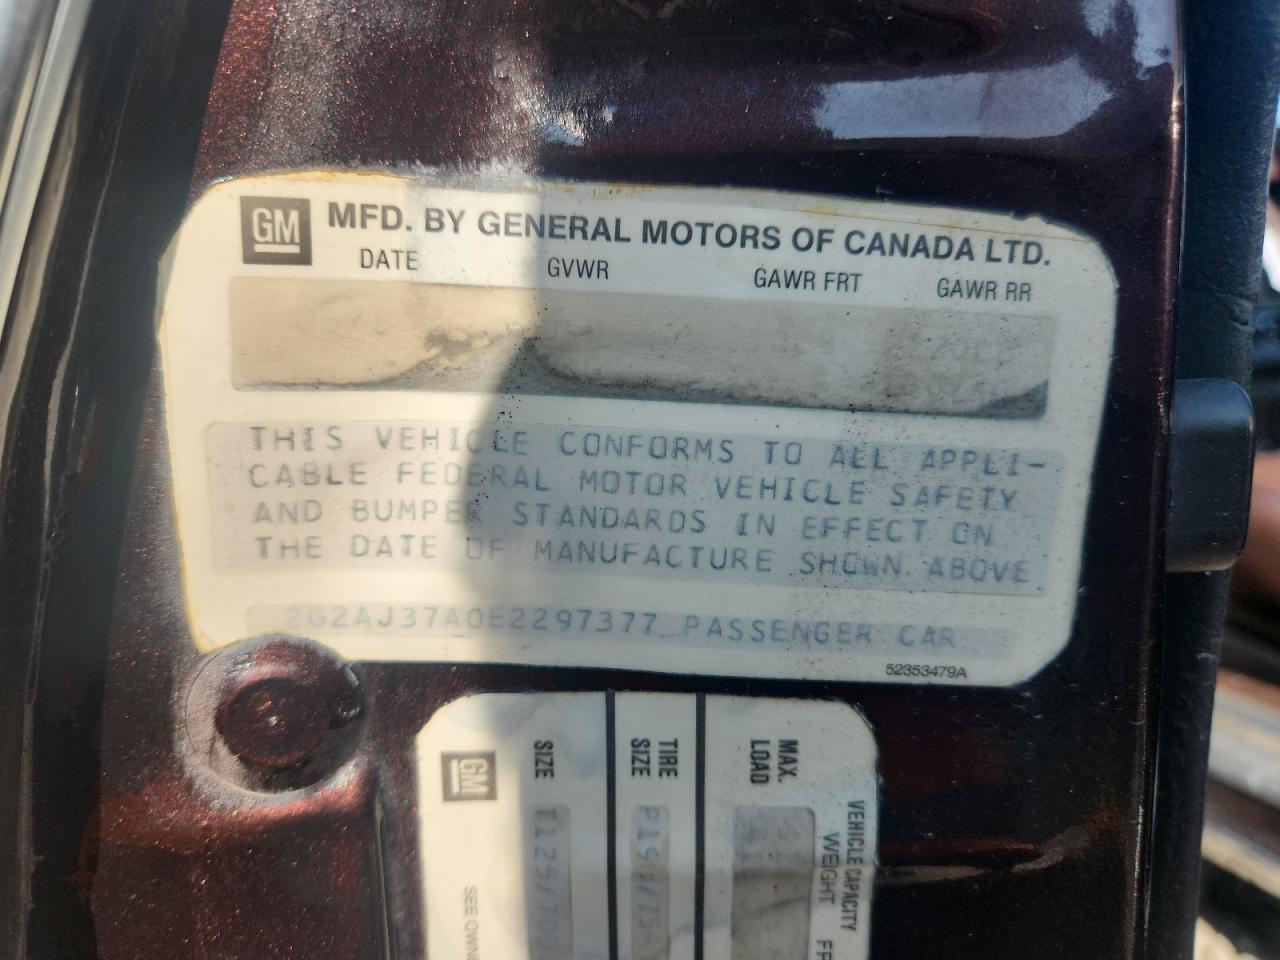 GM MFD. BY GENERAL MOTORS OF CANADA LTD.
DATE GVWR GAWR FRT GAWR RR
THIS VEHICLE CONFORMS TO ALL APPLI-
CABLE FEDERAL MOTOR VEHICLE SAFETY
AND BUMPER STANDARDS IN EFFECT ON
THE DATE OF MANUFACTURE SHOWN ABOVE
2G2AJ37A0E2297377 PASSENGER CAR
52353479A
GM
SEE
SIZE
TIRE
SIZE
MAX.
LOAD
VEHICLE CAPACITY
WEIGHT